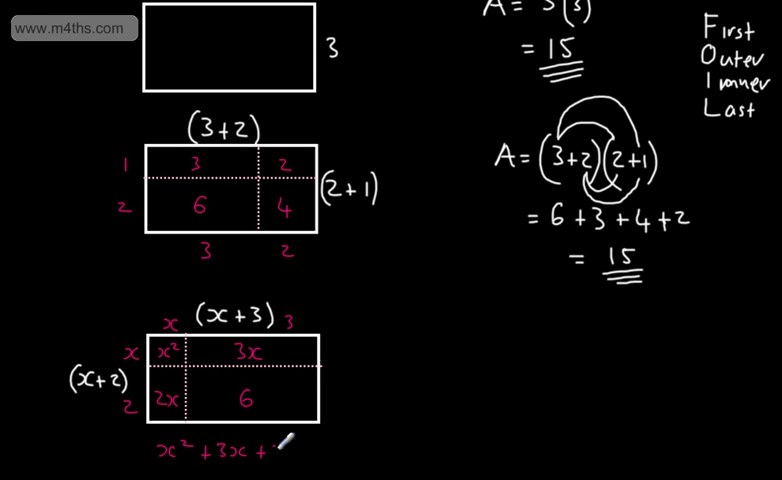 www.m4ths.com
3
(3+2)
1 3 2
(2+1)
2 6 4
3 2
x (x+3) 3
x x² 3x
(x+2)
2 2x 6
x² + 3x +
= 15
First
Outer
Inner
Last
A = (3+2)(2+1)
= 6 + 3 + 4 + 2
= 15